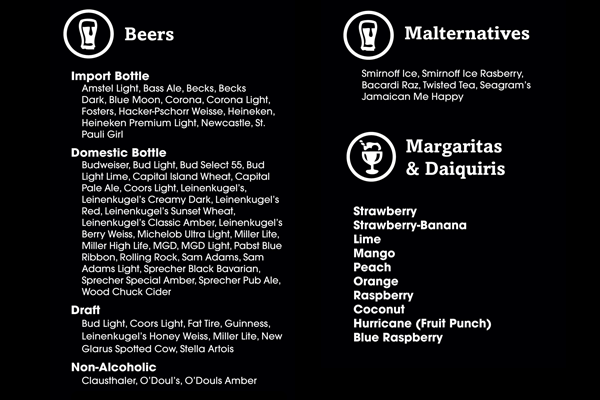 Beers
Import Bottle
Amstel Light, Bass Ale, Becks, Becks
Dark, Blue Moon, Corona, Corona Light,
Fosters, Hacker-Pschorr Weisse, Heineken,
Heineken Premium Light, Newcastle, St.
Pauli Girl
Domestic Bottle
Budweiser, Bud Light, Bud Select 55, Bud
Light Lime, Capital Island Wheat, Capital
Pale Ale, Coors Light, Leinenkugel's,
Leinenkugel's Creamy Dark, Leinenkugel's
Red, Leinenkugel's Sunset Wheat,
Leinenkugel's Classic Amber, Leinenkugel's
Berry Weiss, Michelob Ultra Light, Miller Lite,
Miller High Life, MGD, MGD Light, Pabst Blue
Ribbon, Rolling Rock, Sam Adams, Sam
Adams Light, Sprecher Black Bavarian,
Sprecher Special Amber, Sprecher Pub Ale,
Wood Chuck Cider
Draft
Bud Light, Coors Light, Fat Tire, Guinness,
Leinenkugel's Honey Weiss, Miller Lite, New
Glarus Spotted Cow, Stella Artois
Non-Alcoholic
Clausthaler, O'Doul's, O'Douls Amber
Malternatives
Smirnoff Ice, Smirnoff Ice Rasberry,
Bacardi Raz, Twisted Tea, Seagram's
Jamaican Me Happy
Margaritas
& Daiquiris
Strawberry
Strawberry-Banana
Lime
Mango
Peach
Orange
Raspberry
Coconut
Hurricane (Fruit Punch)
Blue Raspberry